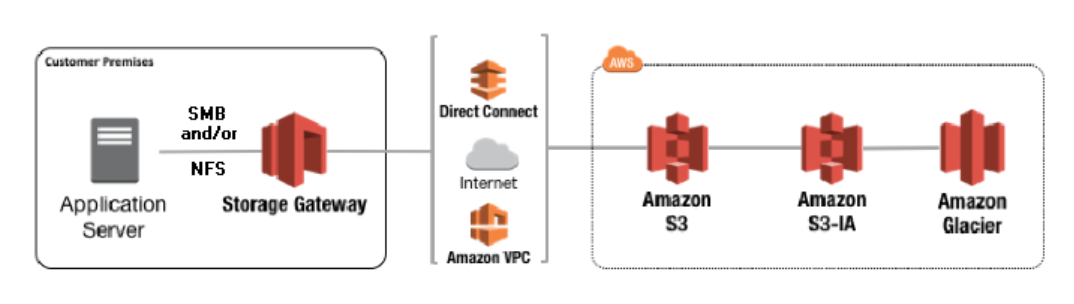 Customer Premises
SMB
and/or
NFS
Application
Server
Storage Gateway
Direct Connect
Internet
Amazon VPC
AWS
Amazon
S3
Amazon
S3-IA
Amazon
Glacier